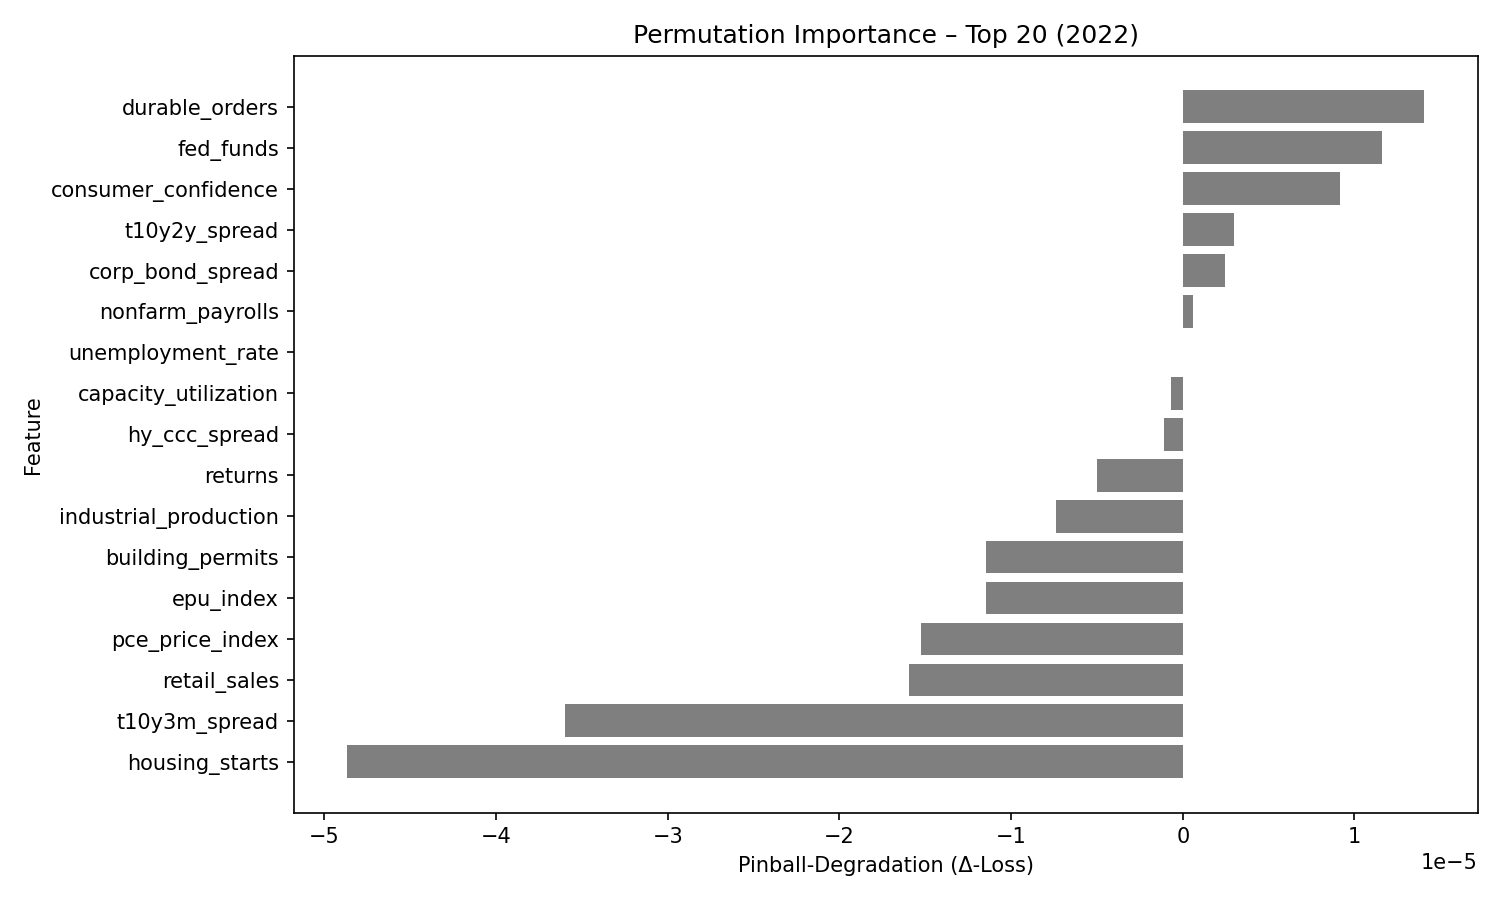 Permutation Importance – Top 20 (2022)
durable_orders
fed_funds
consumer_confidence
t10y2y_spread
corp_bond_spread
nonfarm_payrolls
unemployment_rate
capacity_utilization
hy_ccc_spread
returns
industrial_production
building_permits
epu_index
pce_price_index
retail_sales
t10y3m_spread
housing_starts
Feature
−5 −4 −3 −2 −1 0 1
1e−5
Pinball-Degradation (Δ-Loss)